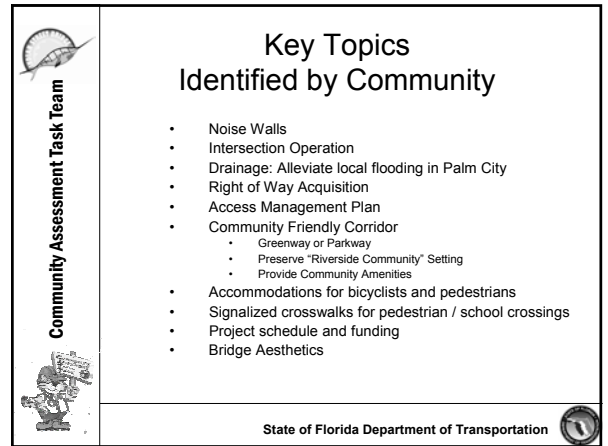 Community Assessment Task Team
Key Topics
Identified by Community
• Noise Walls
• Intersection Operation
• Drainage: Alleviate local flooding in Palm City
• Right of Way Acquisition
• Access Management Plan
• Community Friendly Corridor
• Greenway or Parkway
• Preserve “Riverside Community” Setting
• Provide Community Amenities
• Accommodations for bicyclists and pedestrians
• Signalized crosswalks for pedestrian / school crossings
• Project schedule and funding
• Bridge Aesthetics
State of Florida Department of Transportation